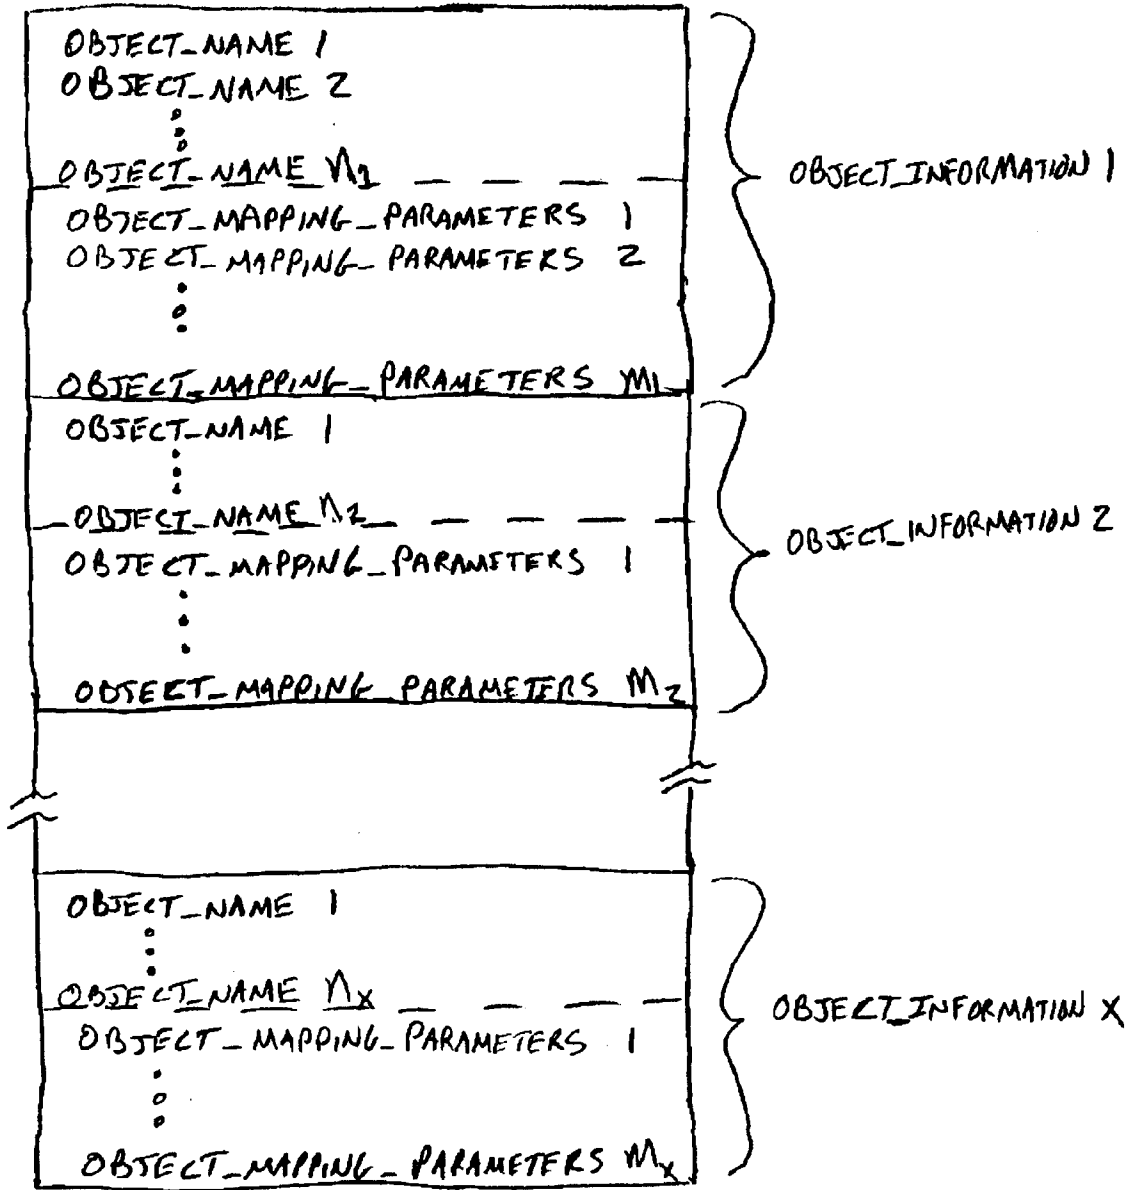 OBJECT_NAME 1
OBJECT_NAME 2
OBJECT_NAME n1
OBJECT_MAPPING_PARAMETERS 1
OBJECT_MAPPING_PARAMETERS 2
OBJECT_MAPPING_PARAMETERS m1
OBJECT_INFORMATION 1
OBJECT_NAME 1
OBJECT_NAME n2
OBJECT_MAPPING_PARAMETERS 1
OBJECT_MAPPING_PARAMETERS m2
OBJECT_INFORMATION 2
OBJECT_NAME 1
OBJECT_NAME nx
OBJECT_MAPPING_PARAMETERS 1
OBJECT_MAPPING_PARAMETERS mx
OBJECT_INFORMATION X